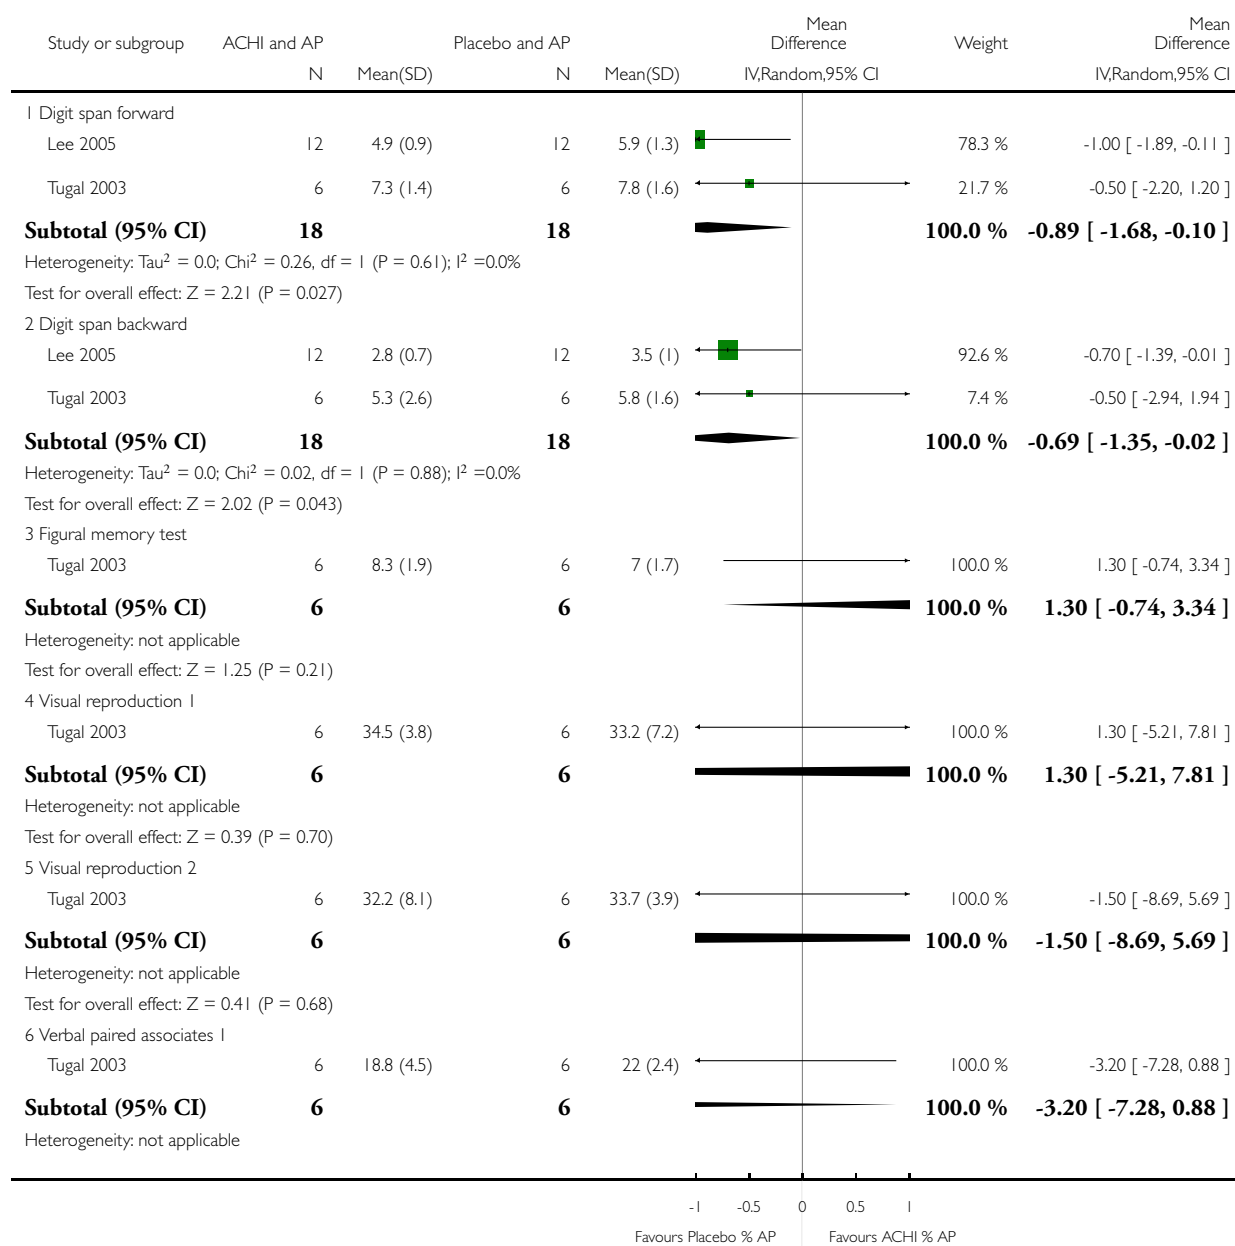 Mean Mean
Study or subgroup ACHI and AP Placebo and AP Difference Weight Difference
N Mean(SD) N Mean(SD) IV,Random,95% CI IV,Random,95% CI
1 Digit span forward
Lee 2005 12 4.9 (0.9) 12 5.9 (1.3) 78.3 % -1.00 [ -1.89, -0.11 ]
Tugal 2003 6 7.3 (1.4) 6 7.8 (1.6) 21.7 % -0.50 [ -2.20, 1.20 ]
Subtotal (95% CI) 18 18 100.0 % -0.89 [ -1.68, -0.10 ]
Heterogeneity: Tau² = 0.0; Chi² = 0.26, df = 1 (P = 0.61); I² =0.0%
Test for overall effect: Z = 2.21 (P = 0.027)
2 Digit span backward
Lee 2005 12 2.8 (0.7) 12 3.5 (1) 92.6 % -0.70 [ -1.39, -0.01 ]
Tugal 2003 6 5.3 (2.6) 6 5.8 (1.6) 7.4 % -0.50 [ -2.94, 1.94 ]
Subtotal (95% CI) 18 18 100.0 % -0.69 [ -1.35, -0.02 ]
Heterogeneity: Tau² = 0.0; Chi² = 0.02, df = 1 (P = 0.88); I² =0.0%
Test for overall effect: Z = 2.02 (P = 0.043)
3 Figural memory test
Tugal 2003 6 8.3 (1.9) 6 7 (1.7) 100.0 % 1.30 [ -0.74, 3.34 ]
Subtotal (95% CI) 6 6 100.0 % 1.30 [ -0.74, 3.34 ]
Heterogeneity: not applicable
Test for overall effect: Z = 1.25 (P = 0.21)
4 Visual reproduction 1
Tugal 2003 6 34.5 (3.8) 6 33.2 (7.2) 100.0 % 1.30 [ -5.21, 7.81 ]
Subtotal (95% CI) 6 6 100.0 % 1.30 [ -5.21, 7.81 ]
Heterogeneity: not applicable
Test for overall effect: Z = 0.39 (P = 0.70)
5 Visual reproduction 2
Tugal 2003 6 32.2 (8.1) 6 33.7 (3.9) 100.0 % -1.50 [ -8.69, 5.69 ]
Subtotal (95% CI) 6 6 100.0 % -1.50 [ -8.69, 5.69 ]
Heterogeneity: not applicable
Test for overall effect: Z = 0.41 (P = 0.68)
6 Verbal paired associates 1
Tugal 2003 6 18.8 (4.5) 6 22 (2.4) 100.0 % -3.20 [ -7.28, 0.88 ]
Subtotal (95% CI) 6 6 100.0 % -3.20 [ -7.28, 0.88 ]
Heterogeneity: not applicable
-1 -0.5 0 0.5 1
Favours Placebo % AP Favours ACHI % AP